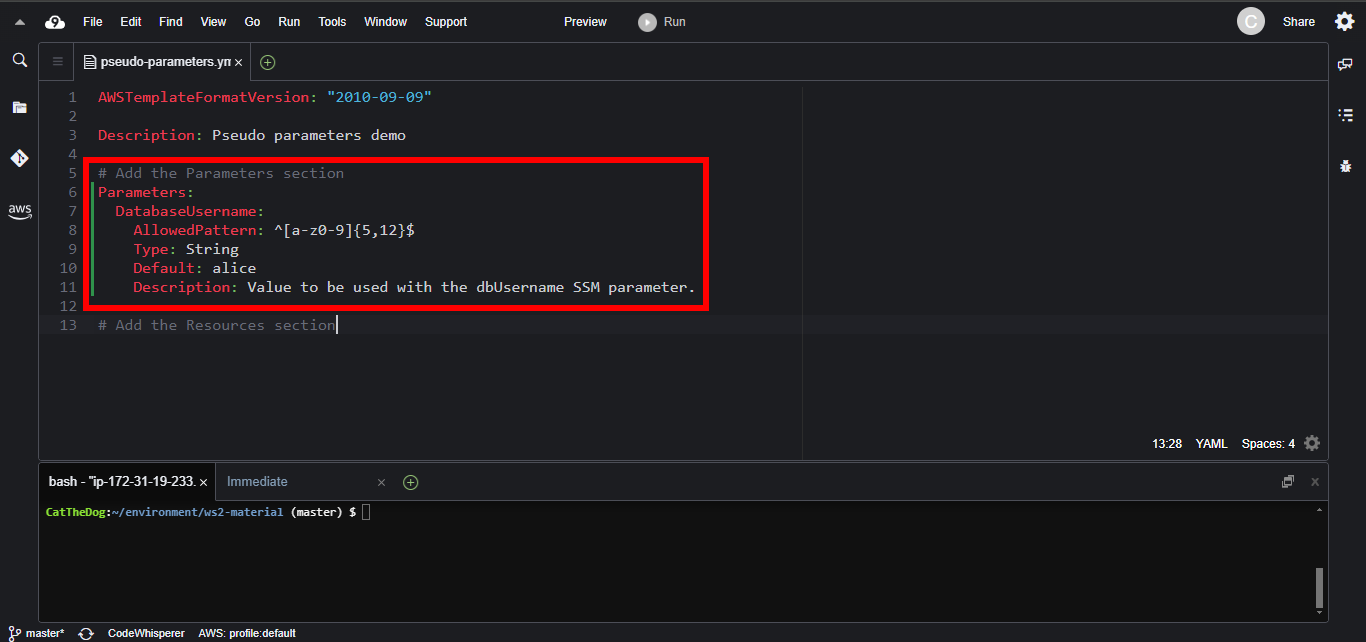 File Edit Find View Go Run Tools Window Support Preview Run C Share
pseudo-parameters.ym
1 AWSTemplateFormatVersion: "2010-09-09"
2
3 Description: Pseudo parameters demo
4
5 # Add the Parameters section
6 Parameters:
7 DatabaseUsername:
8 AllowedPattern: ^[a-z0-9]{5,12}$
9 Type: String
10 Default: alice
11 Description: Value to be used with the dbUsername SSM parameter.
12
13 # Add the Resources section
aws
13:28 YAML Spaces: 4
bash - "ip-172-31-19-233. Immediate
CatTheDog:~/environment/ws2-material (master) $
master* CodeWhisperer AWS: profile:default